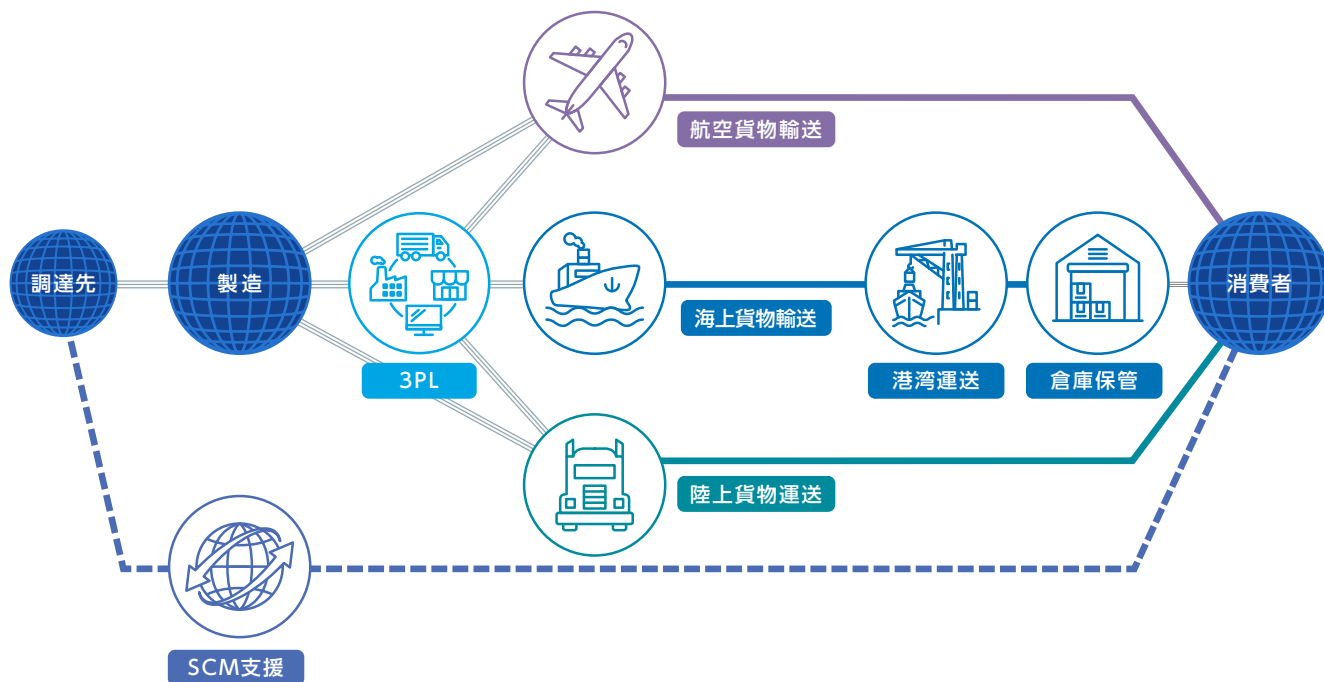 航空貨物輸送
調達先
製造
消費者
海上貨物輸送
3PL
港湾運送
倉庫保管
陸上貨物運送
SCM支援